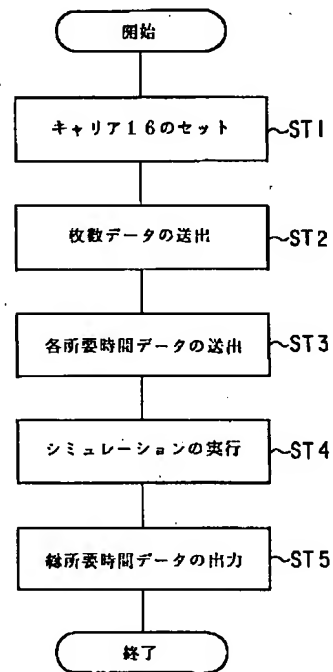 開始
キャリア16のセット ~ST1
枚数データの送出 ~ST2
各所要時間データの送出 ~ST3
シミュレーションの実行 ~ST4
総所要時間データの出力 ~ST5
終了